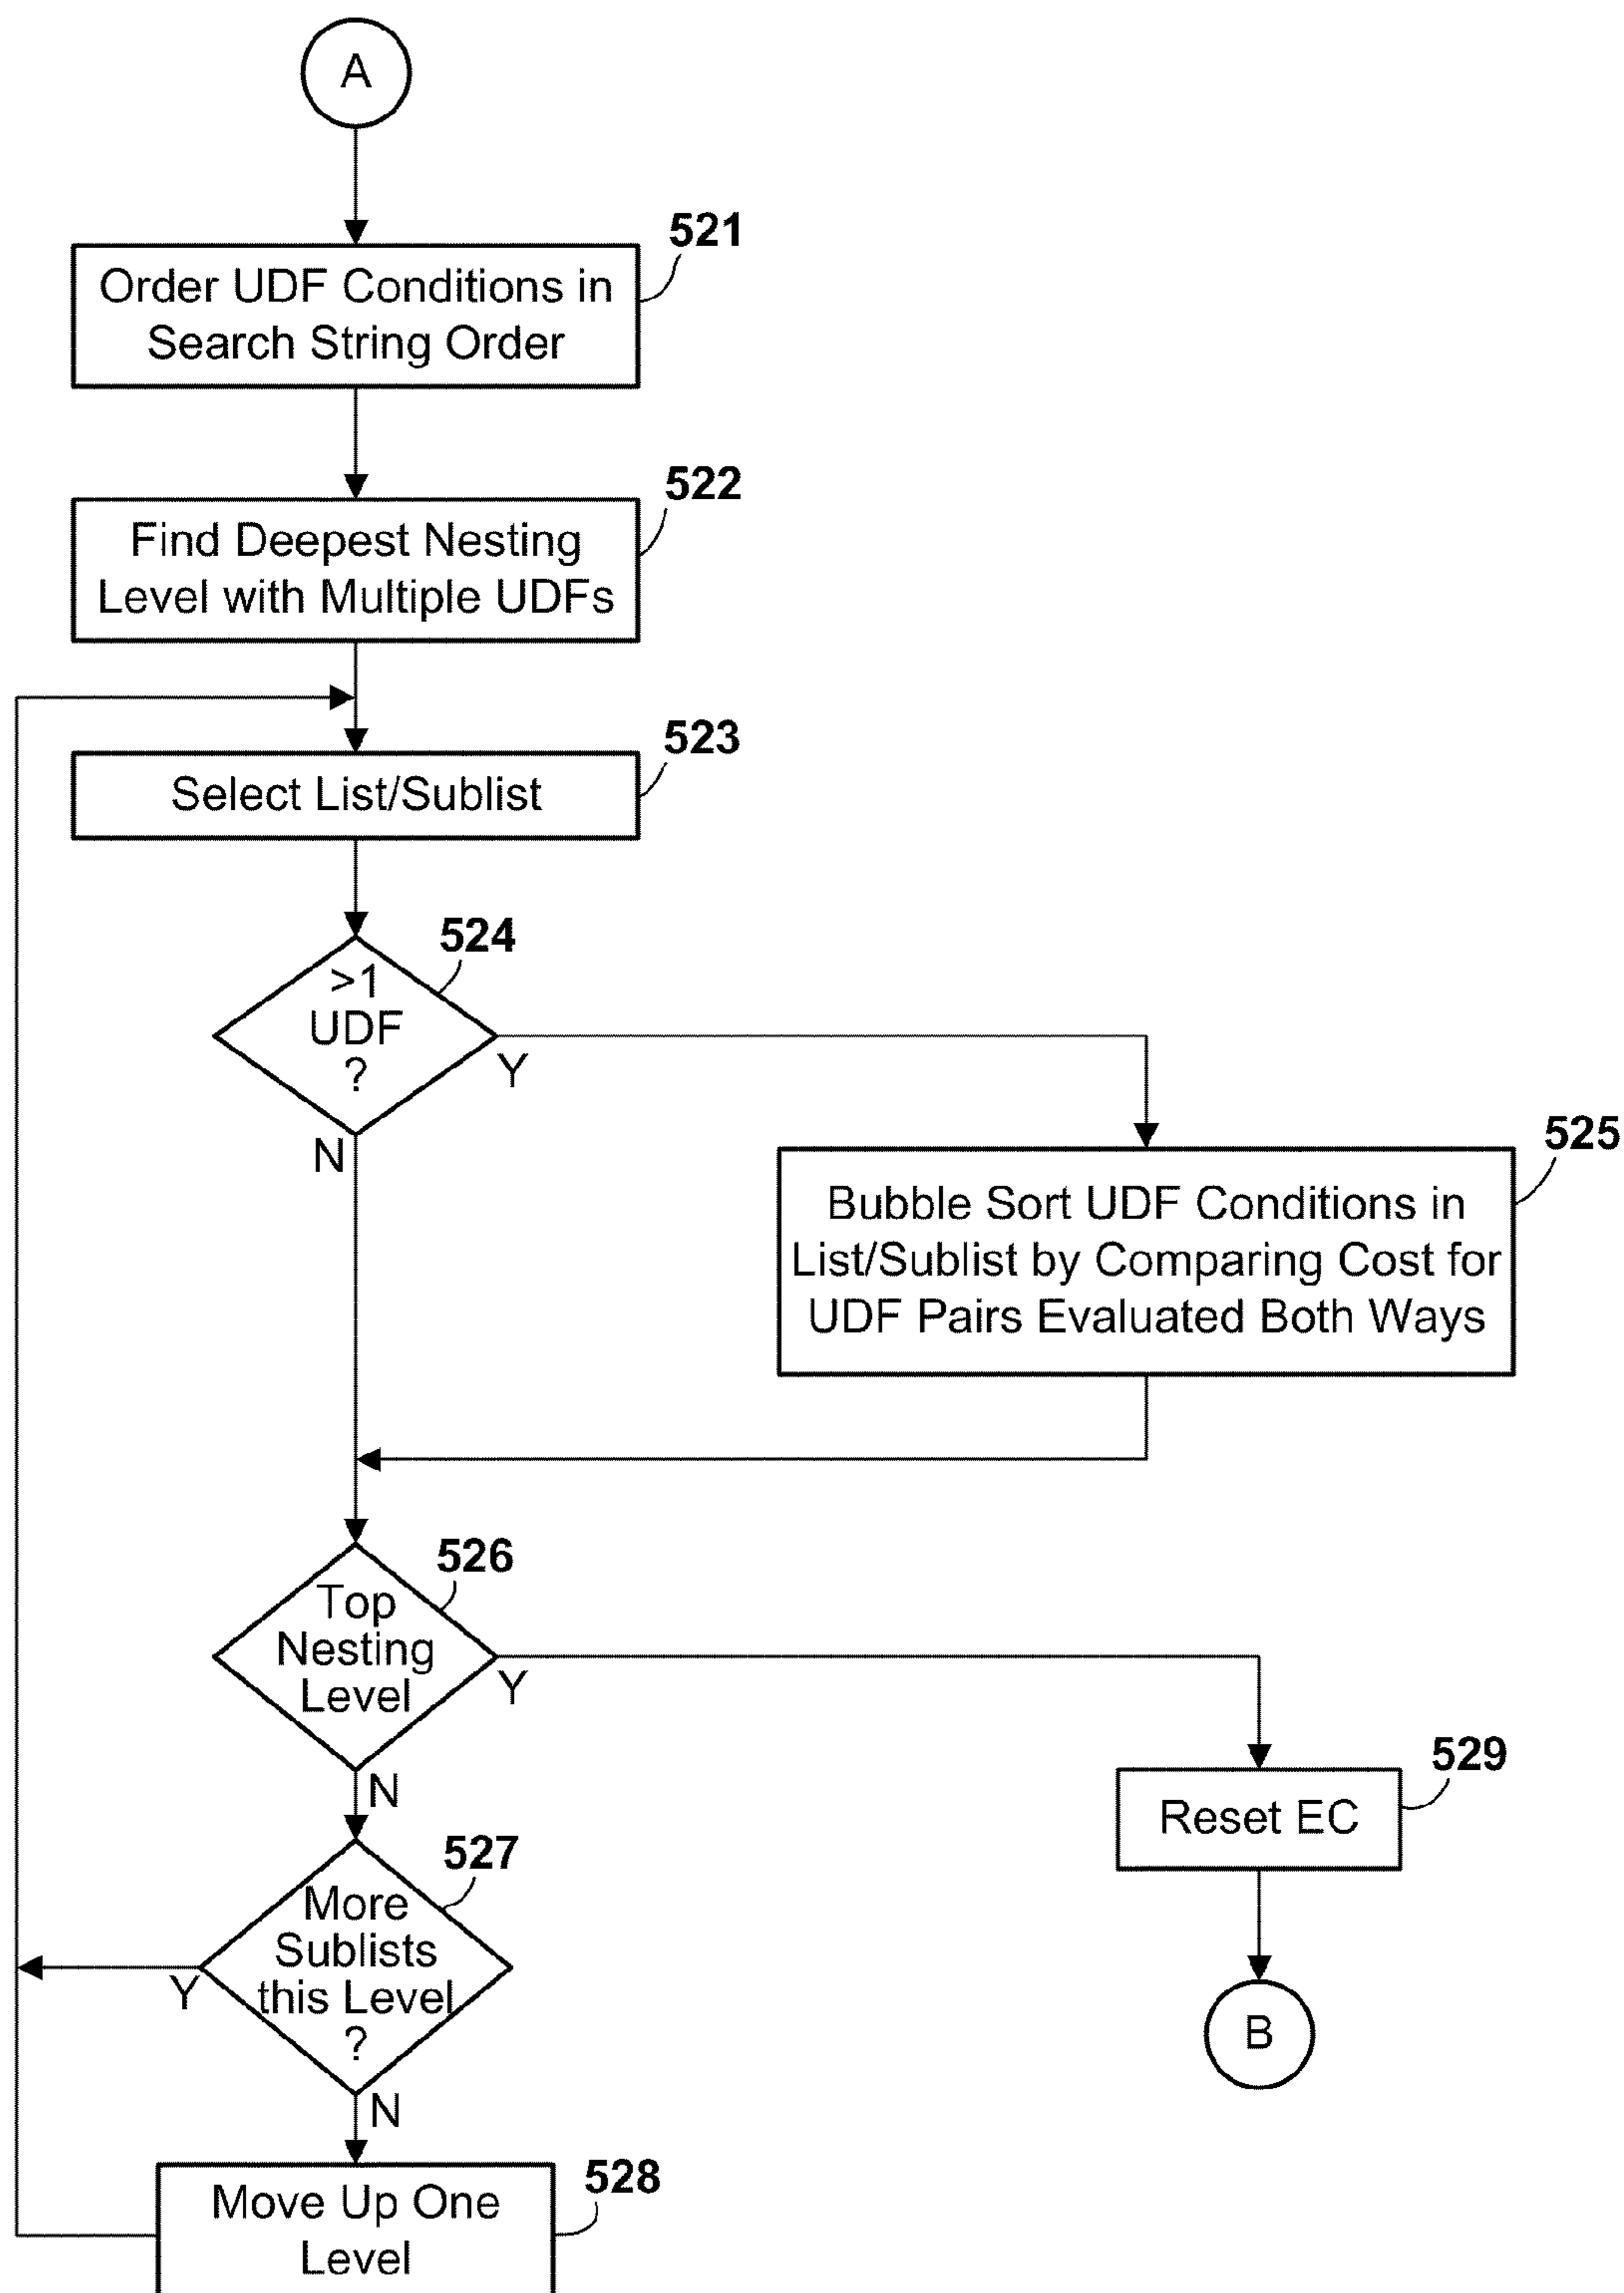 A
521
Order UDF Conditions in
Search String Order
522
Find Deepest Nesting
Level with Multiple UDFs
523
Select List/Sublist
524
>1
UDF
?
Y
N
525
Bubble Sort UDF Conditions in
List/Sublist by Comparing Cost for
UDF Pairs Evaluated Both Ways
526
Top
Nesting
Level
Y
N
529
Reset EC
527
More
Sublists
this Level
?
Y
N
B
528
Move Up One
Level